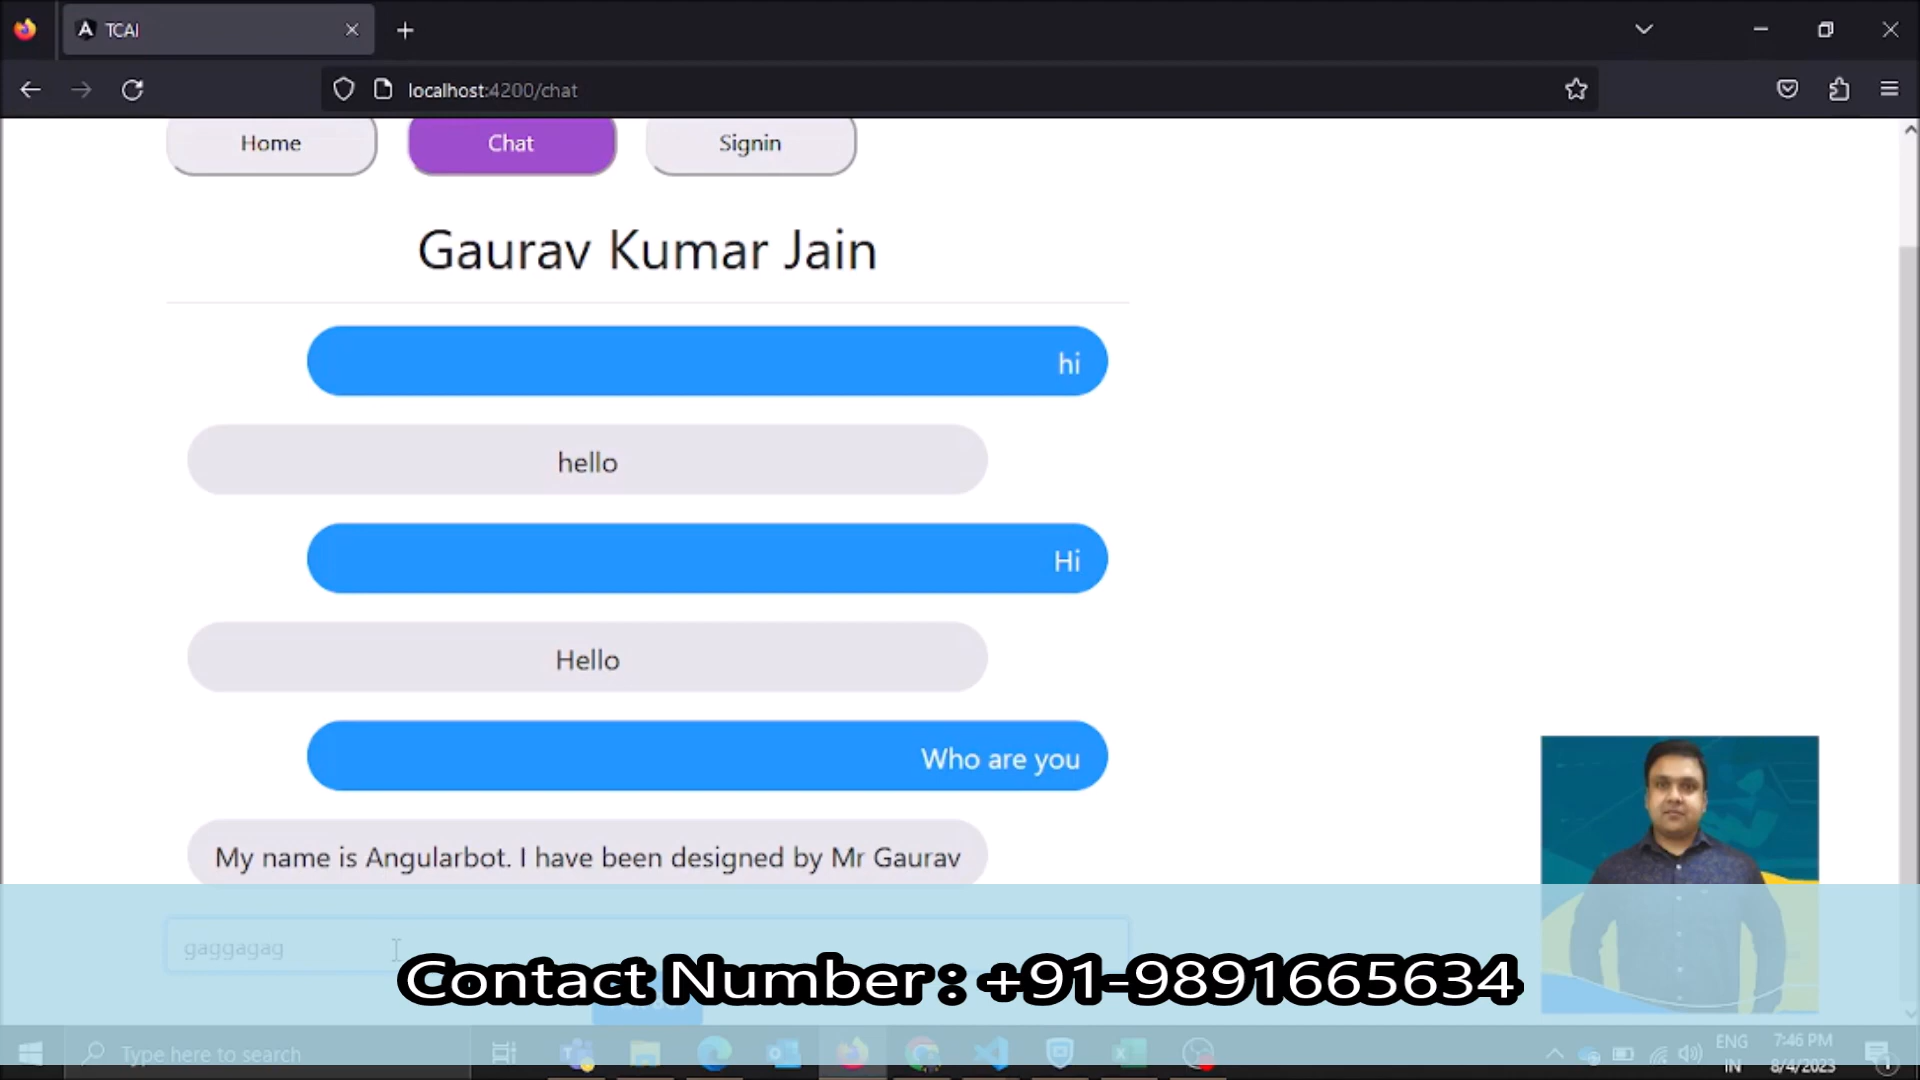 TCAI
localhost:4200/chat
Home
Chat
Signin
Gaurav Kumar Jain
hi
hello
Hi
Hello
Who are you
My name is Angularbot. I have been designed by Mr Gaurav
gaggagag
Contact Number : +91-9891665634
Type here to search
ENG
IN
7:46 PM
8/4/2023